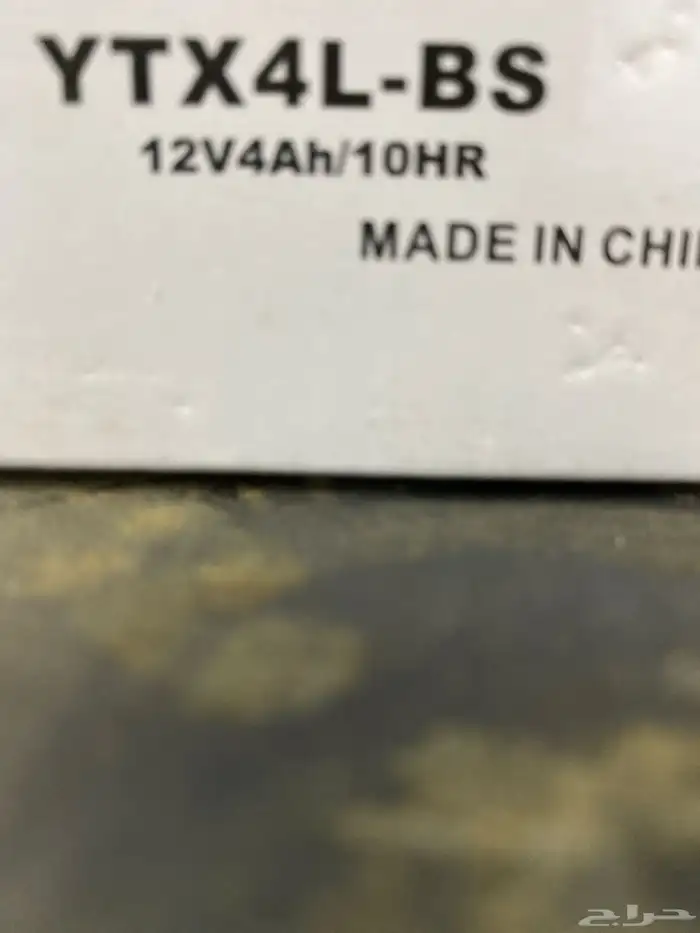 YTX4L-BS
12V4Ah/10HR
MADE IN CHI
حراج